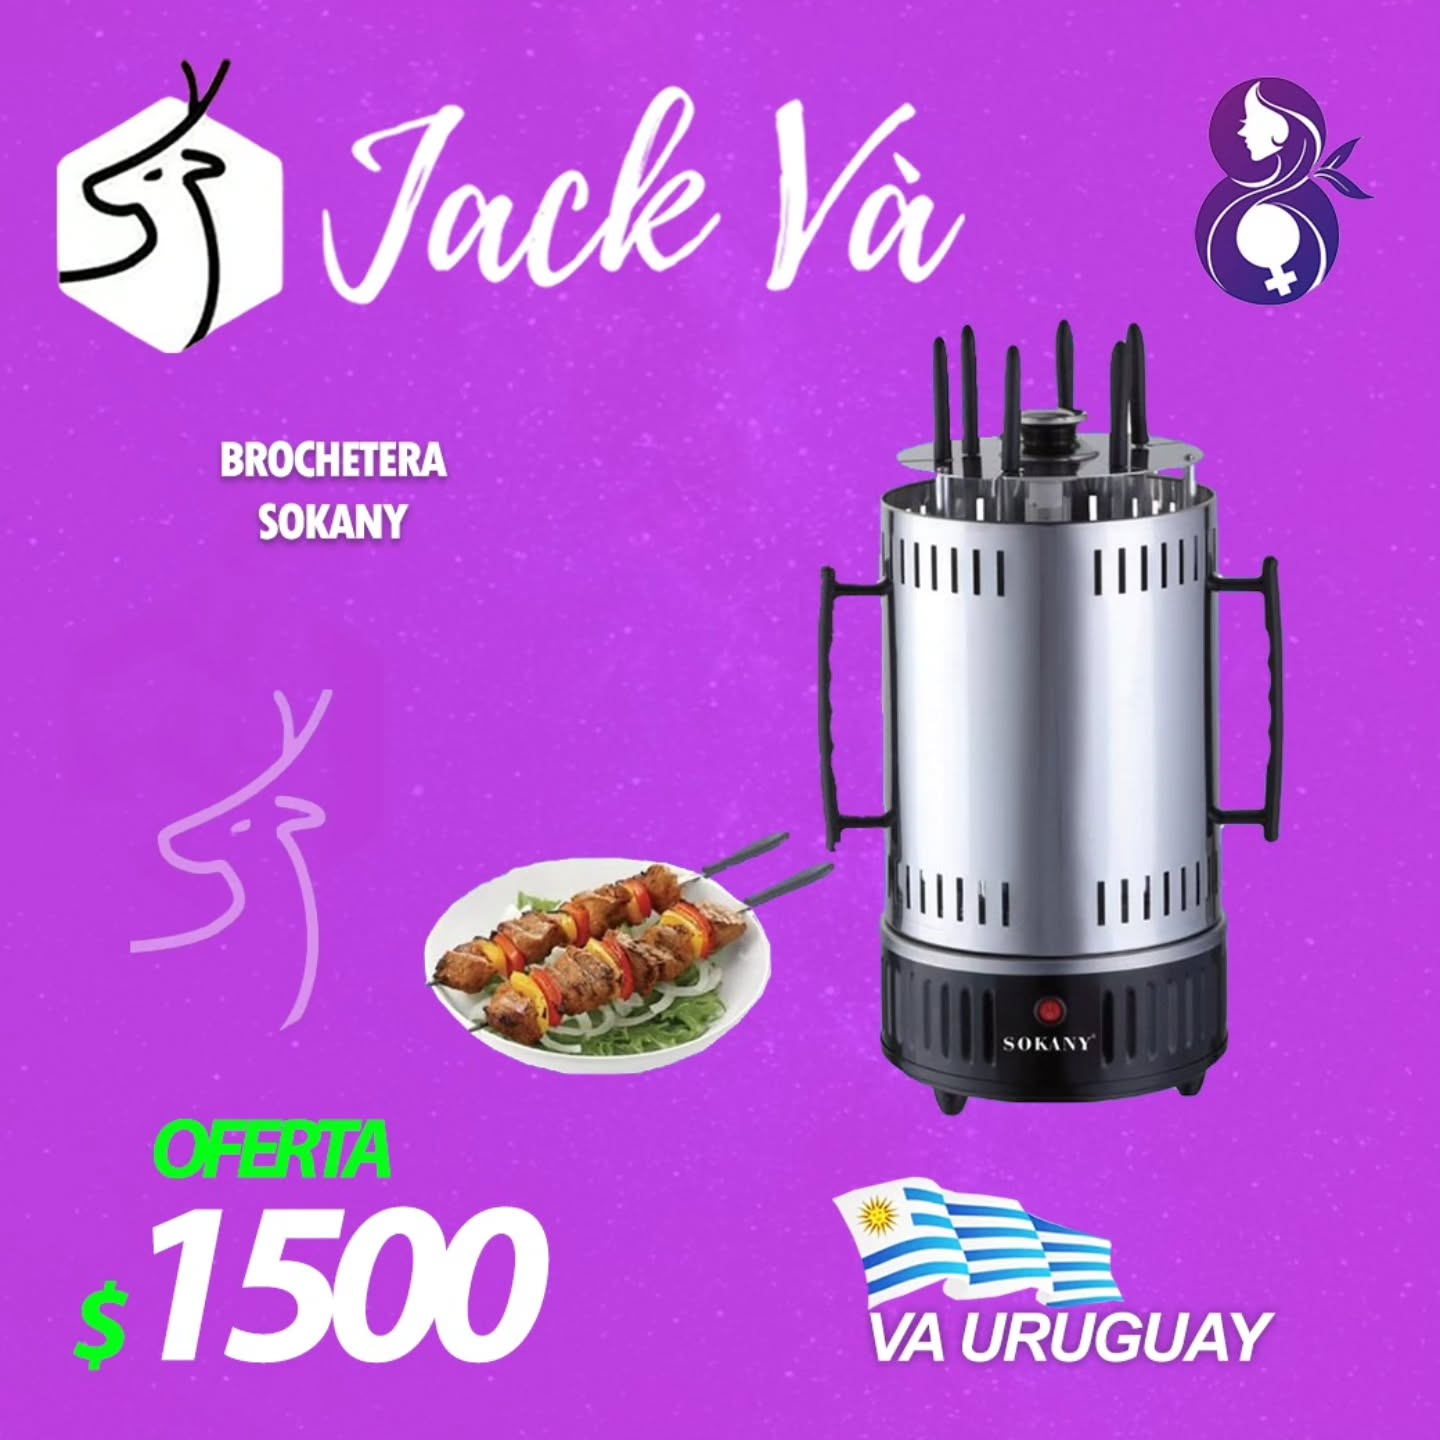 Jack Và
BROCHETERA
SOKANY
SOKANY
OFERTA
$ 1500
VA URUGUAY